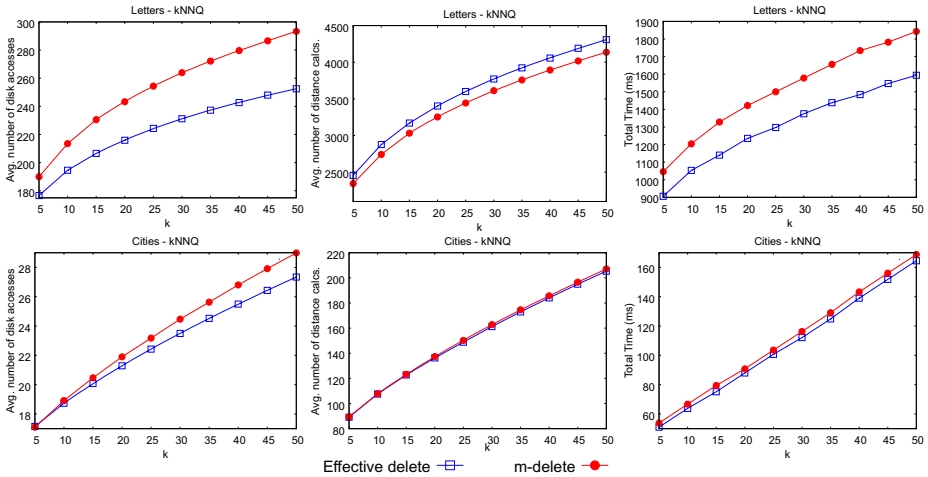 Letters - kNNQ
Avg. number of disk accesses
300
280
260
240
220
200
180
5 10 15 20 25 30 35 40 45 50
k
Letters - kNNQ
Avg. number of distance calcs.
4500
4000
3500
3000
2500
5 10 15 20 25 30 35 40 45 50
k
Letters - kNNQ
Total Time (ms)
1900
1800
1700
1600
1500
1400
1300
1200
1100
1000
900
5 10 15 20 25 30 35 40 45 50
k
Cities - kNNQ
Avg. number of disk accesses
28
26
24
22
20
18
5 10 15 20 25 30 35 40 45 50
k
Cities - kNNQ
Avg. number of distance calcs.
220
200
180
160
140
120
100
80
5 10 15 20 25 30 35 40 45 50
k
Cities - kNNQ
Total Time (ms)
160
140
120
100
80
60
5 10 15 20 25 30 35 40 45 50
k
Effective delete
m-delete